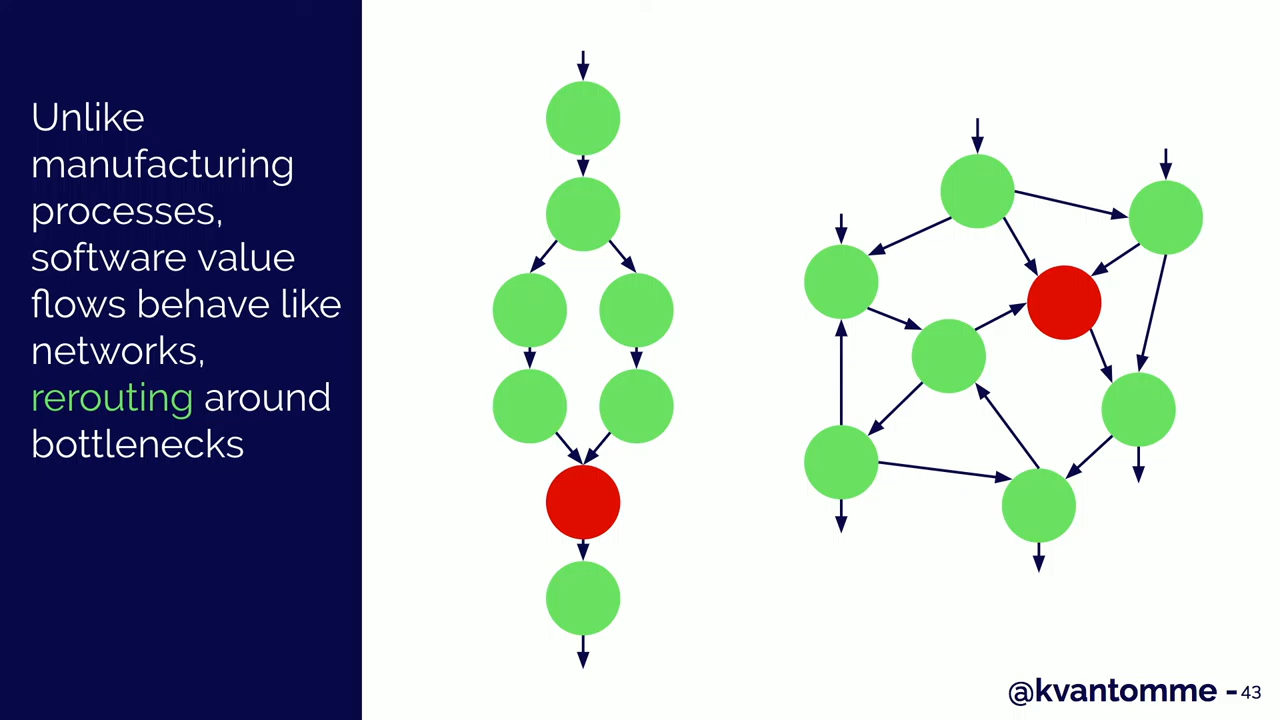 Unlike
manufacturing
processes,
software value
flows behave like
networks,
rerouting around
bottlenecks
@kvantomme - 43